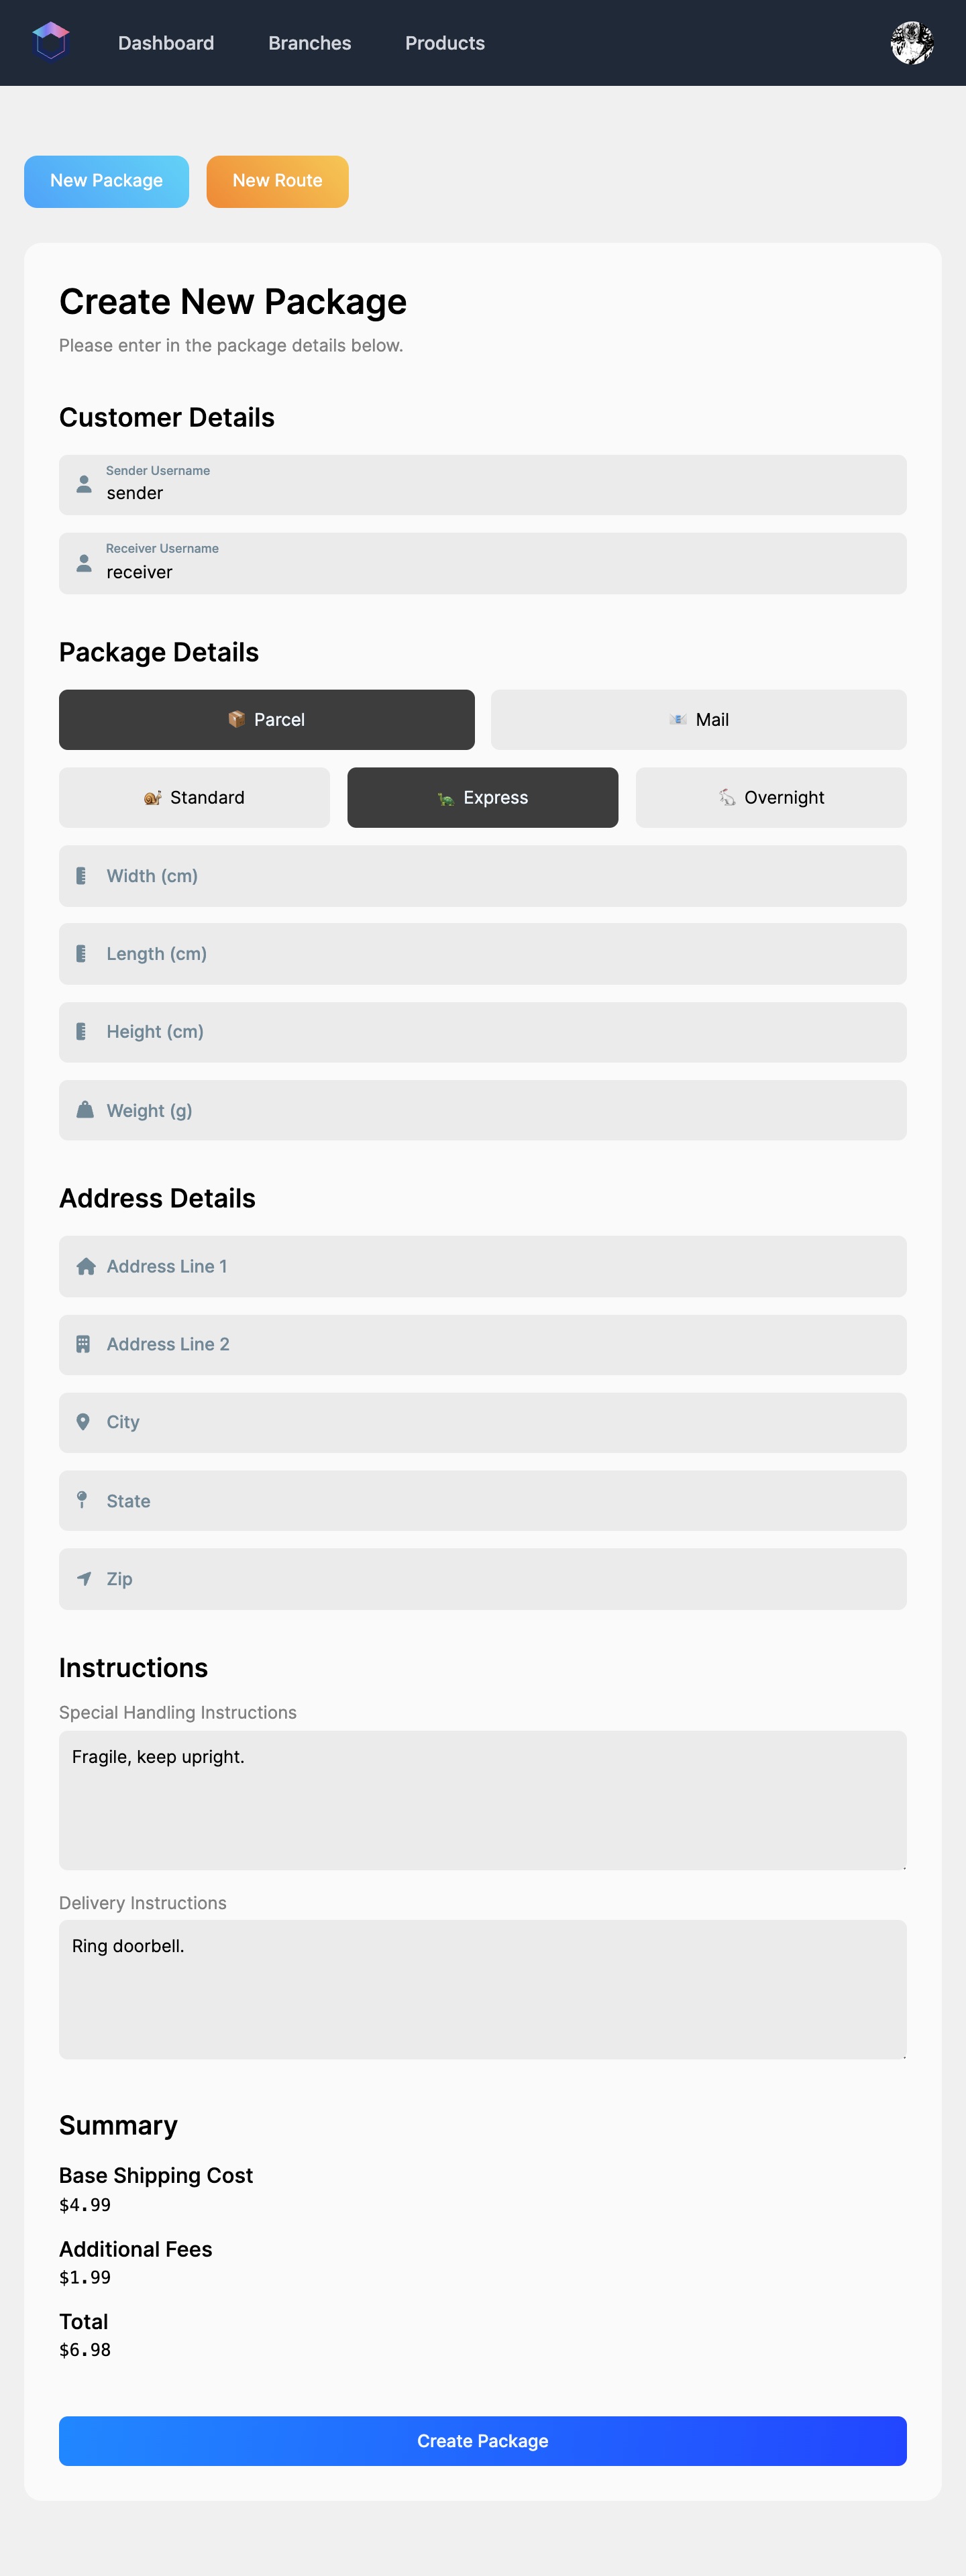 Dashboard Branches Products
New Package New Route
Create New Package
Please enter in the package details below.
Customer Details
Sender Username
sender
Receiver Username
receiver
Package Details
Parcel Mail
Standard Express Overnight
Width (cm)
Length (cm)
Height (cm)
Weight (g)
Address Details
Address Line 1
Address Line 2
City
State
Zip
Instructions
Special Handling Instructions
Fragile, keep upright.
Delivery Instructions
Ring doorbell.
Summary
Base Shipping Cost
$4.99
Additional Fees
$1.99
Total
$6.98
Create Package